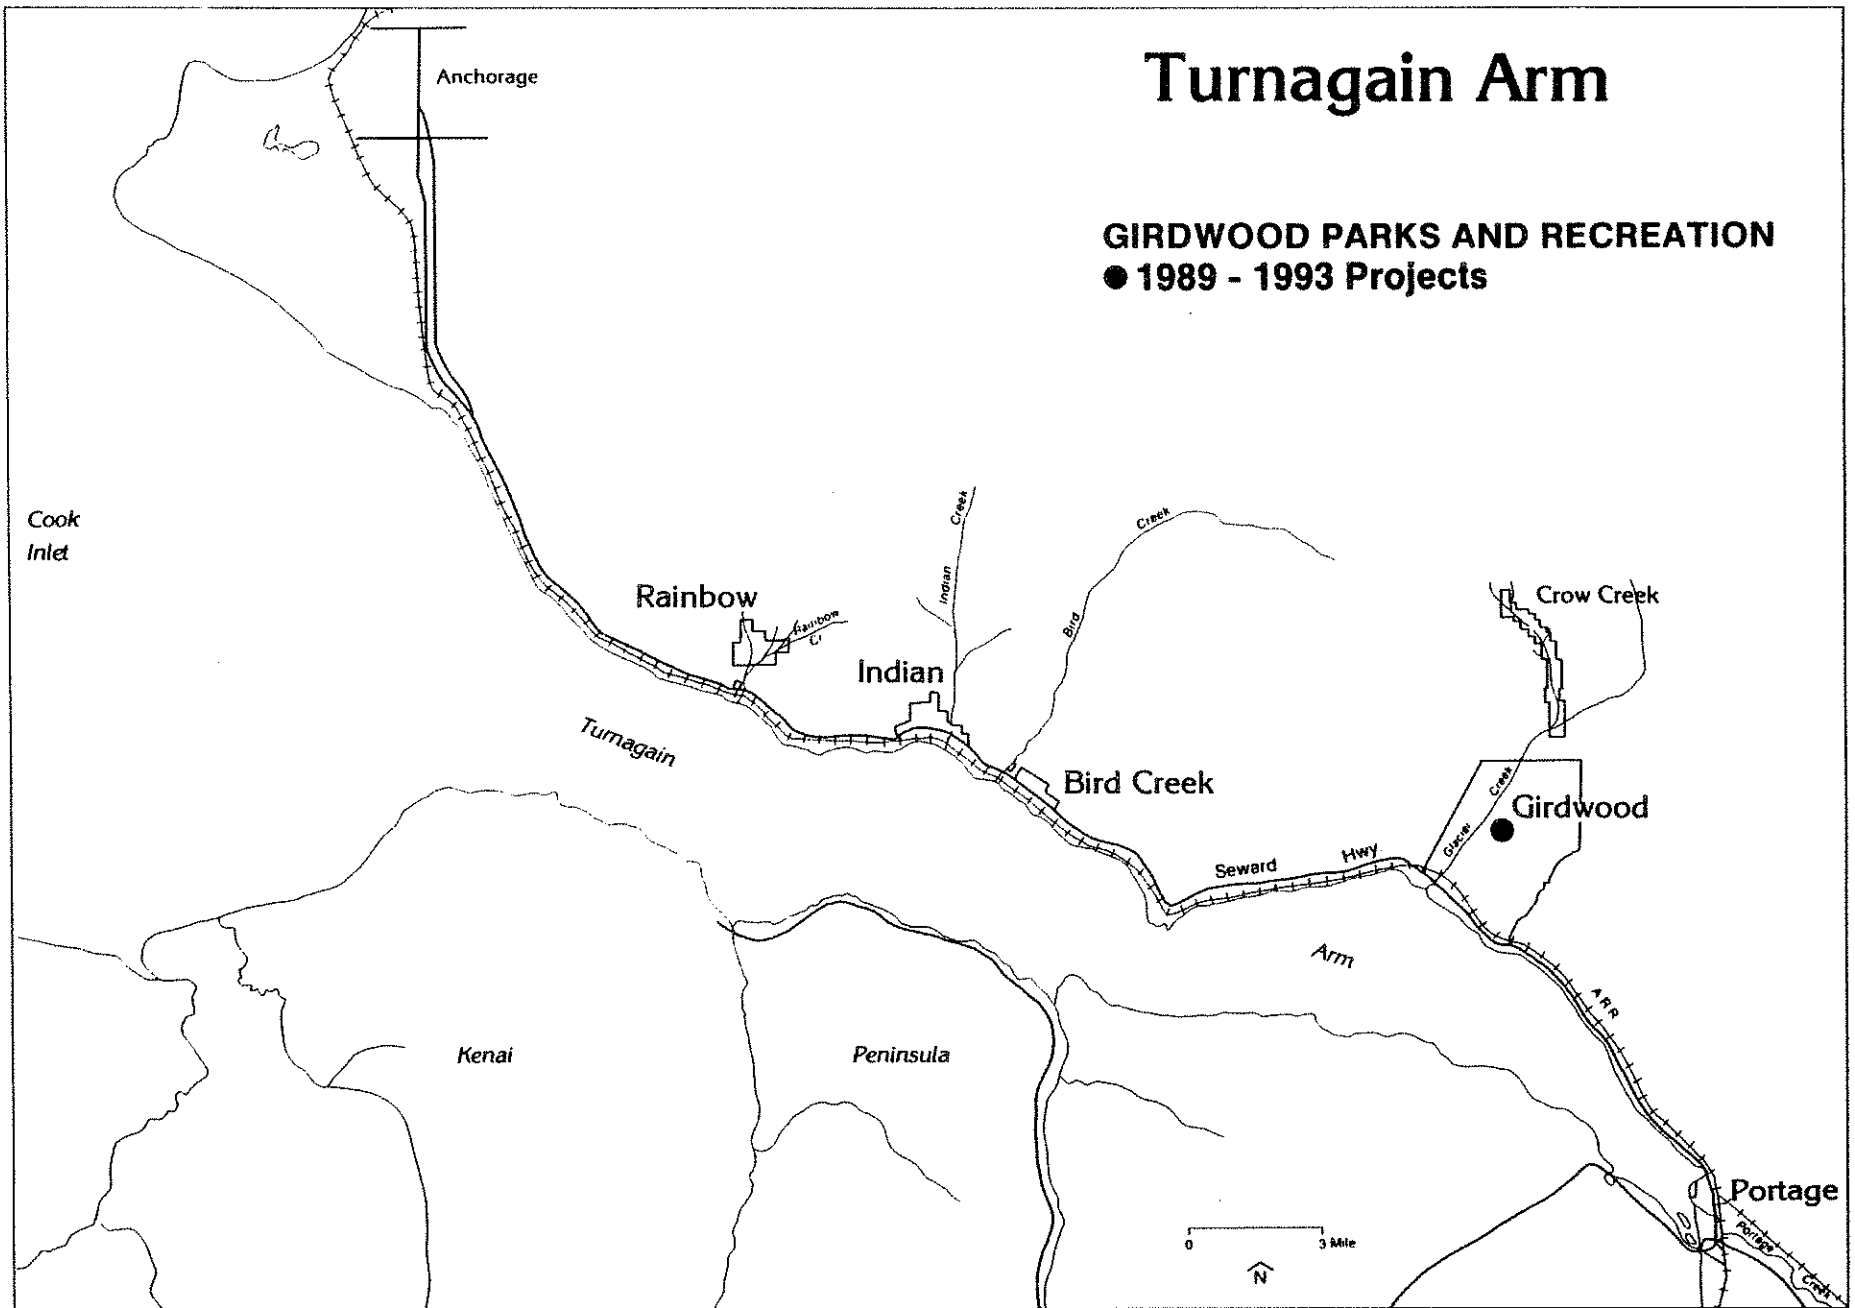 Turnagain Arm
GIRDWOOD PARKS AND RECREATION
● 1989 - 1993 Projects
Anchorage
Cook
Inlet
Rainbow
Rainbow
Cr
Indian
Indian Creek
Bird Creek
Bird Creek
Crow Creek
Girdwood
Glacier Creek
Seward Hwy
Turnagain
Arm
ARR
Kenai
Peninsula
Portage
Portage
Creek
0 3 Mile
N